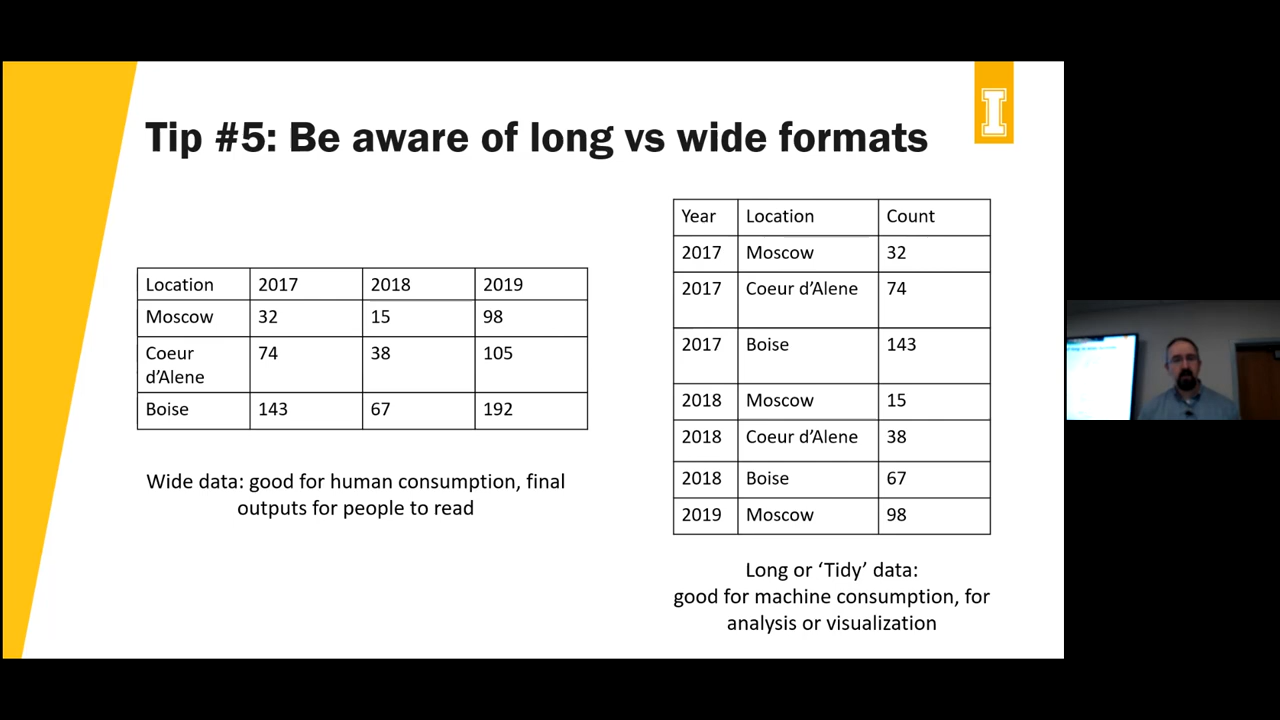 Tip #5: Be aware of long vs wide formats
I
Location 2017 2018 2019
Moscow 32 15 98
Coeur d’Alene 74 38 105
Boise 143 67 192
Wide data: good for human consumption, final
outputs for people to read
Year Location Count
2017 Moscow 32
2017 Coeur d’Alene 74
2017 Boise 143
2018 Moscow 15
2018 Coeur d’Alene 38
2018 Boise 67
2019 Moscow 98
Long or ‘Tidy’ data:
good for machine consumption, for
analysis or visualization